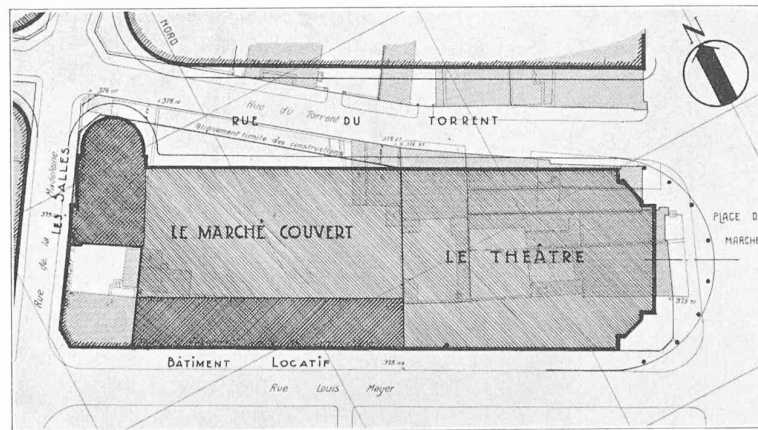 NORD
N
Rue du Torrent
RUE DU TORRENT
Alignement limite des constructions
Rue de la Madeleine
LES SALLES
LE MARCHÉ COUVERT
LE THÉÂTRE
PLACE D
MARCHÉ
BÂTIMENT LOCATIF
Rue Louis Meyer